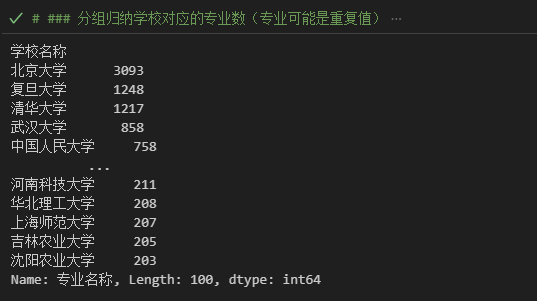 # ### 分组归纳学校对应的专业数（专业可能是重复值） ⋯
学校名称
北京大学      3093
复旦大学      1248
清华大学      1217
武汉大学       858
中国人民大学     758
...
河南科技大学     211
华北理工大学     208
上海师范大学     207
吉林农业大学     205
沈阳农业大学     203
Name: 专业名称, Length: 100, dtype: int64